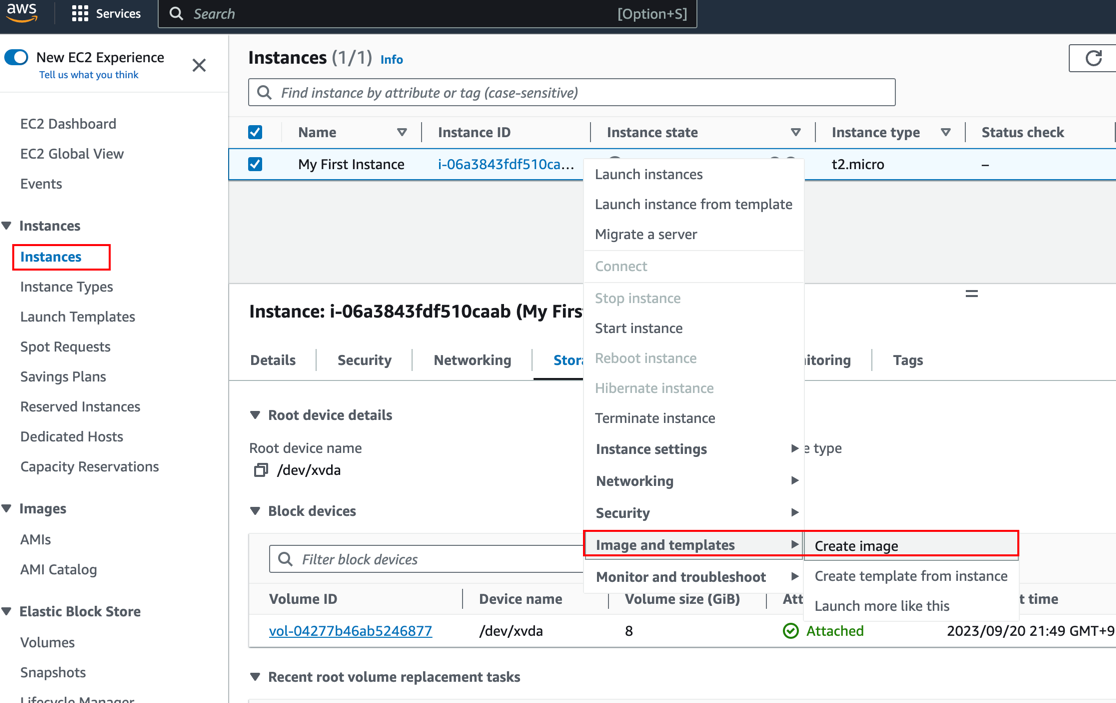 aws
Services
Search
[Option+S]
New EC2 Experience
Tell us what you think
EC2 Dashboard
EC2 Global View
Events
Instances
Instances
Instance Types
Launch Templates
Spot Requests
Savings Plans
Reserved Instances
Dedicated Hosts
Capacity Reservations
Images
AMIs
AMI Catalog
Elastic Block Store
Volumes
Snapshots
Lifecycle Manager
Instances (1/1) Info
Find instance by attribute or tag (case-sensitive)
Name Instance ID Instance state Instance type Status check
My First Instance i-06a3843fdf510ca... t2.micro –
Launch instances
Launch instance from template
Migrate a server
Connect
Stop instance
Start instance
Reboot instance
Hibernate instance
Terminate instance
Instance settings
Networking
Security
Image and templates
Monitor and troubleshoot
Create image
Create template from instance
Launch more like this
Instance: i-06a3843fdf510caab (My Firs
Details Security Networking Stor itoring Tags
Root device details
Root device name
e type
/dev/xvda
Block devices
Filter block devices
Volume ID Device name Volume size (GiB) Att t time
vol-04277b46ab5246877 /dev/xvda 8 Attached 2023/09/20 21:49 GMT+9
Recent root volume replacement tasks